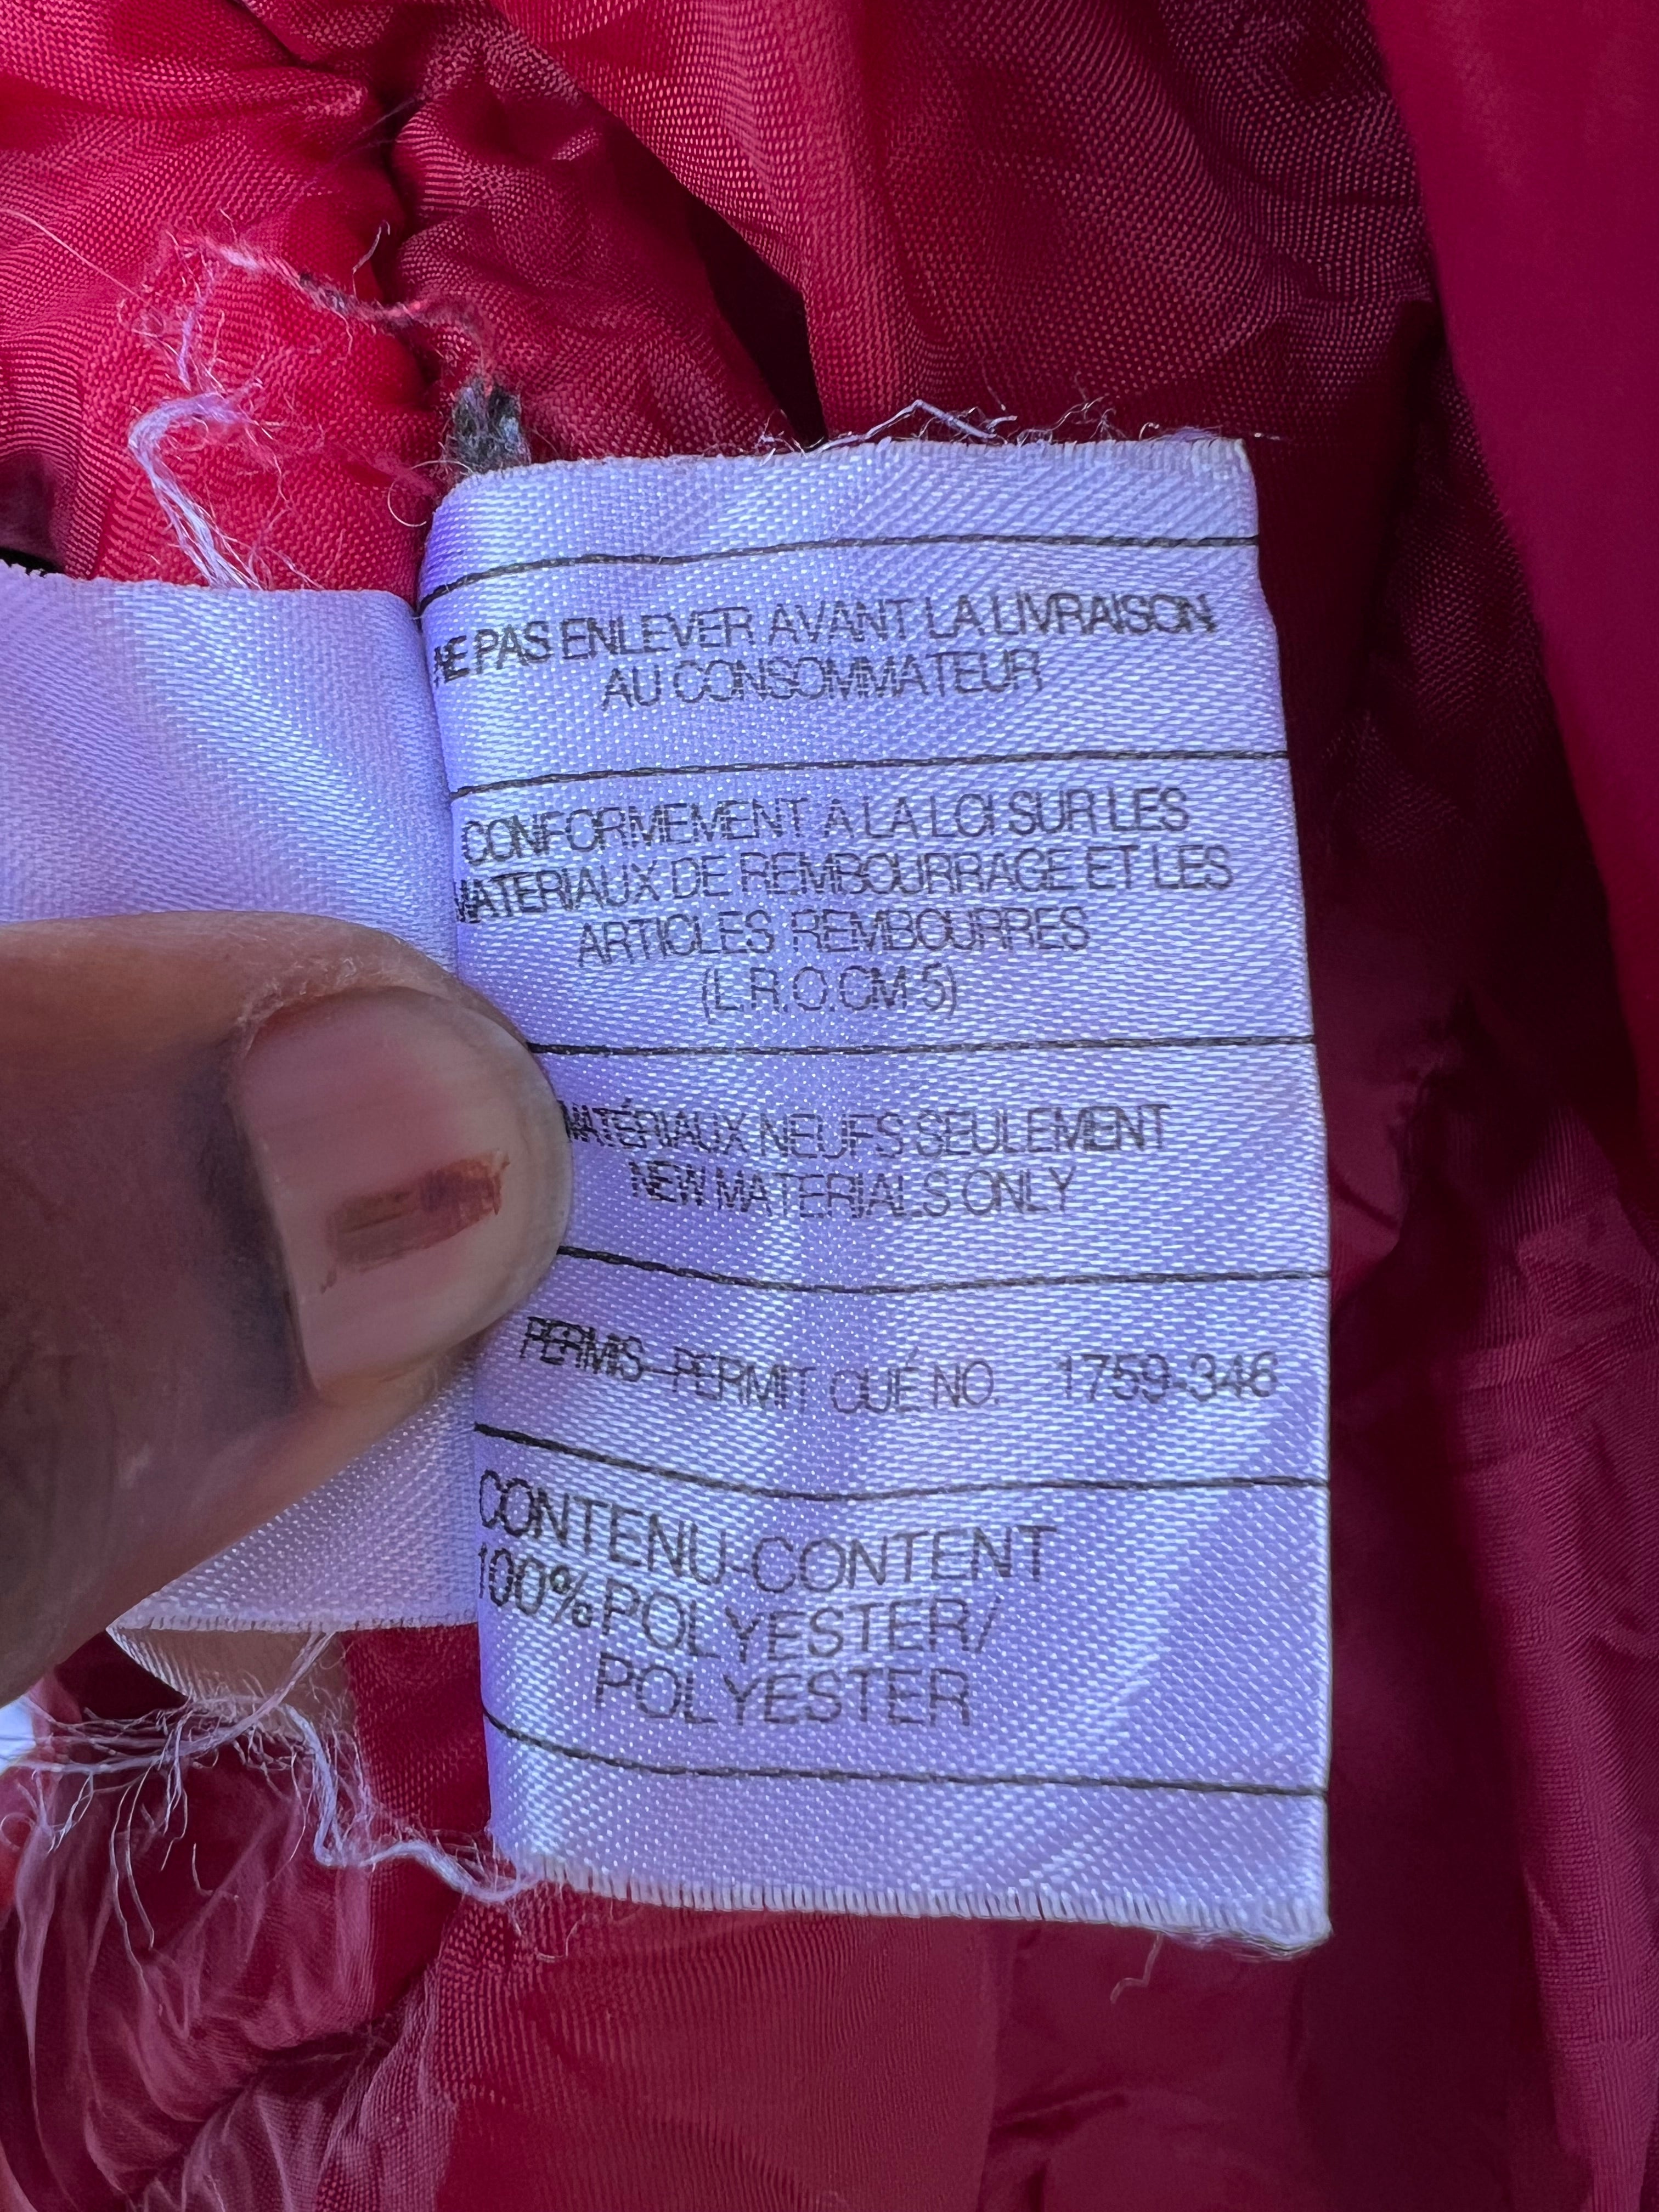 NE PAS ENLEVER AVANT LA LIVRAISON
AU CONSOMMATEUR
CONFORMEMENT A LA LOI SUR LES
MATERIAUX DE REMBOURRAGE ET LES
ARTICLES REMBOURRES
(L.R.O.CM-5)
MATÉRIAUX NEUFS SEULEMENT
NEW MATERIALS ONLY
PERMIS-PERMIT QUÉ NO. 1759-346
CONTENU-CONTENT
100% POLYESTER/
POLYESTER